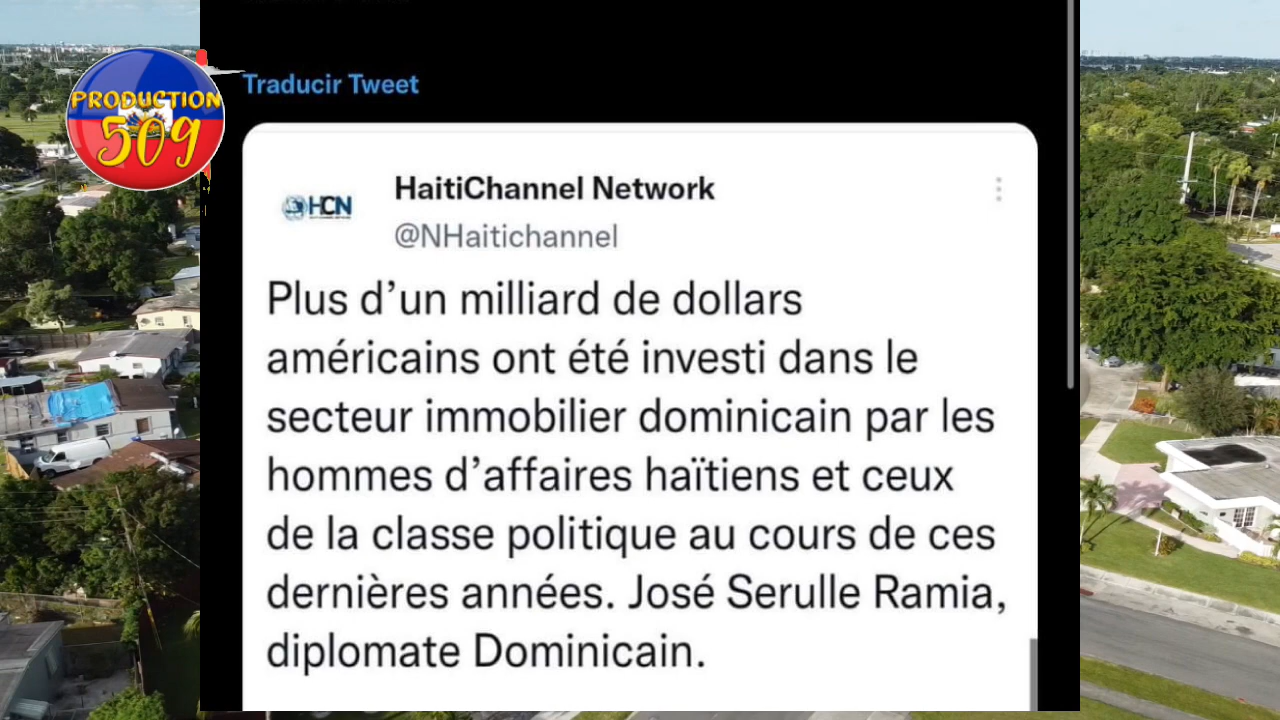 PRODUCTION
509
Traducir Tweet
HCN
HaitiChannel Network
@NHaitichannel
Plus d’un milliard de dollars
américains ont été investi dans le
secteur immobilier dominicain par les
hommes d’affaires haïtiens et ceux
de la classe politique au cours de ces
dernières années. José Serulle Ramia,
diplomate Dominicain.